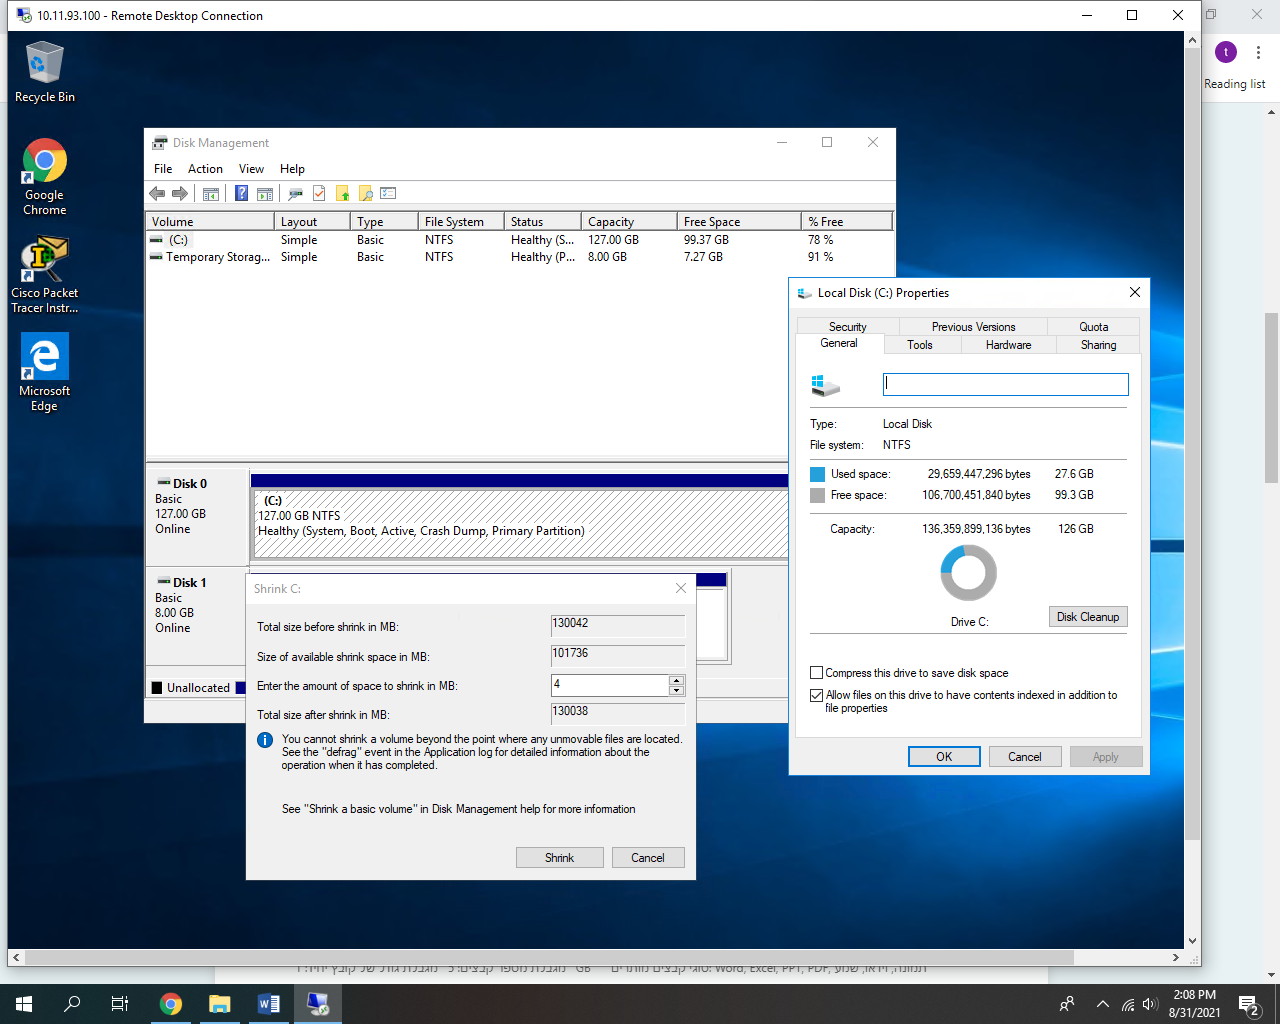 10.11.93.100 - Remote Desktop Connection
t
Reading list
Recycle Bin
Google
Chrome
Cisco Packet
Tracer Instr...
Microsoft
Edge
Disk Management
File Action View Help
Volume Layout Type File System Status Capacity Free Space % Free
(C:) Simple Basic NTFS Healthy (S... 127.00 GB 99.37 GB 78 %
Temporary Storag... Simple Basic NTFS Healthy (P... 8.00 GB 7.27 GB 91 %
Disk 0
Basic
127.00 GB
Online
(C:)
127.00 GB NTFS
Healthy (System, Boot, Active, Crash Dump, Primary Partition)
Disk 1
Basic
8.00 GB
Online
Unallocated
Shrink C:
Total size before shrink in MB: 130042
Size of available shrink space in MB: 101736
Enter the amount of space to shrink in MB: 4
Total size after shrink in MB: 130038
You cannot shrink a volume beyond the point where any unmovable files are located.
See the "defrag" event in the Application log for detailed information about the
operation when it has completed.
See "Shrink a basic volume" in Disk Management help for more information
Shrink Cancel
Local Disk (C:) Properties
Security Previous Versions Quota
General Tools Hardware Sharing
Type: Local Disk
File system: NTFS
Used space: 29,659,447,296 bytes 27.6 GB
Free space: 106,700,451,840 bytes 99.3 GB
Capacity: 136,359,899,136 bytes 126 GB
Drive C:
Disk Cleanup
Compress this drive to save disk space
Allow files on this drive to have contents indexed in addition to
file properties
OK Cancel Apply
Word, Excel, PPT, PDF
2:08 PM
8/31/2021
2